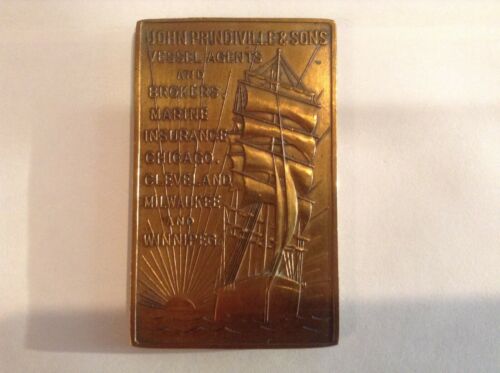 JOHN PRINDIVILLE & SONS
VESSEL AGENTS
AND
BROKERS.
MARINE
INSURANCE
CHICAGO.
CLEVELAND
MILWAUKEE
AND
WINNIPEG.